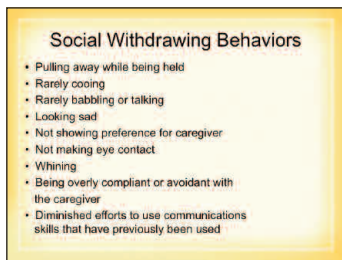 Social Withdrawing Behaviors
• Pulling away while being held
• Rarely cooing
• Rarely babbling or talking
• Looking sad
• Not showing preference for caregiver
• Not making eye contact
• Whining
• Being overly compliant or avoidant with
the caregiver
• Diminished efforts to use communications
skills that have previously been used